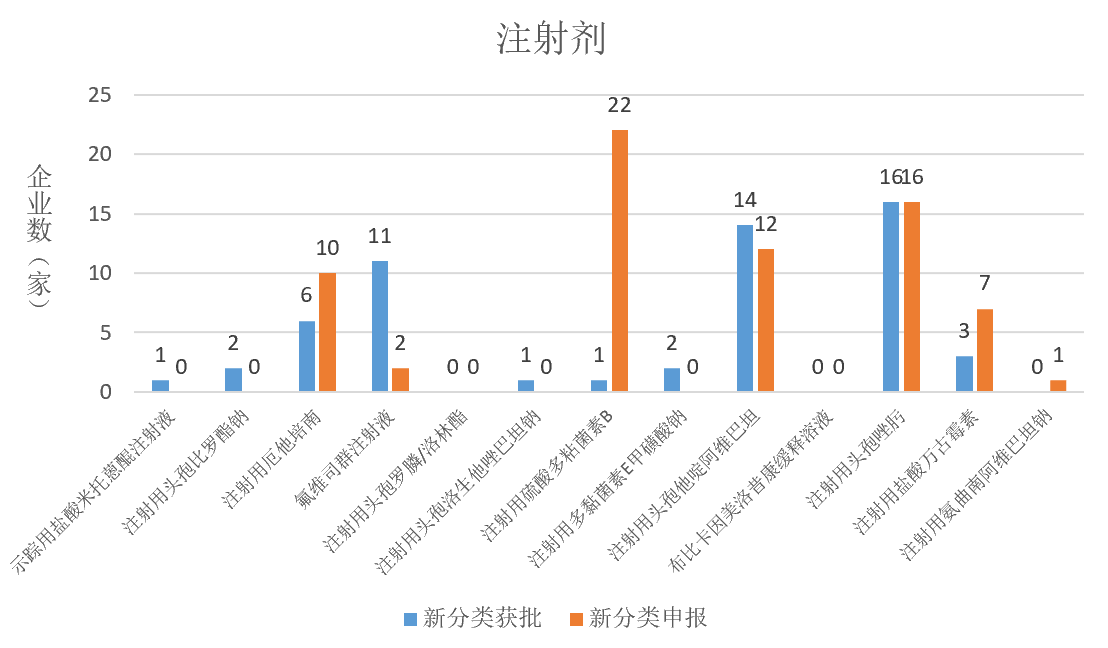 注射剂
企业数（家）
25
20
15
10
5
0
1 0
2 0
6 10
11 2
0 0
1 0
1 22
2 0
14 12
0 0
16 16
3 7
0 1
示踪用盐酸米托蒽醌注射液
注射用头孢比罗酯钠
注射用厄他培南
氟维司群注射液
注射用头孢罗膦/洛林酯
注射用头孢洛生他唑巴坦钠
注射用硫酸多粘菌素B
注射用多黏菌素E甲磺酸钠
注射用头孢他啶阿维巴坦
布比卡因美洛昔康缓释溶液
注射用头孢唑肟
注射用盐酸万古霉素
注射用氨曲南阿维巴坦钠
新分类获批 新分类申报